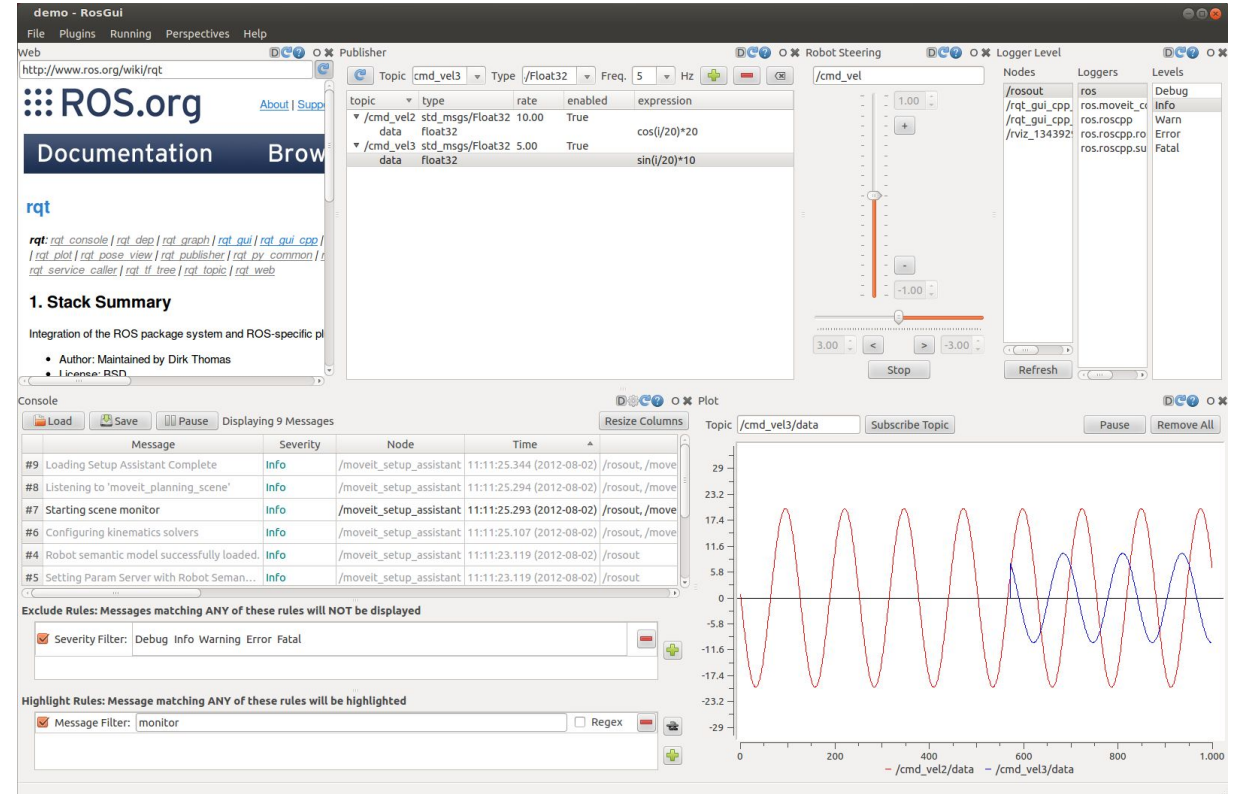 demo - RosGui
File Plugins Running Perspectives Help
Web
http://www.ros.org/wiki/rqt
ROS.org About | Supp
Documentation Brow
rqt
rqt: rqt_console | rqt_dep | rqt_graph | rqt_gui | rqt_gui_cpp |
| rqt_plot | rqt_pose_view | rqt_publisher | rqt_py_common | r
rqt_service_caller | rqt_tf_tree | rqt_topic | rqt_web
1. Stack Summary
Integration of the ROS package system and ROS-specific pl
• Author: Maintained by Dirk Thomas
• License: BSD
Publisher D O
Topic cmd_vel3 Type /Float32 Freq. 5 Hz
topic type rate enabled expression
/cmd_vel2 std_msgs/Float32 10.00 True
data float32 cos(i/20)*20
/cmd_vel3 std_msgs/Float32 5.00 True
data float32 sin(i/20)*10
Robot Steering D O
/cmd_vel
1.00
+
-
-1.00
3.00 < > -3.00
Stop
Logger Level D O
Nodes Loggers Levels
/rosout ros Debug
/rqt_gui_cpp_ ros.moveit_co Info
/rqt_gui_cpp_ ros.roscpp Warn
/rviz_134392 ros.roscpp.ro Error
ros.roscpp.su Fatal
Refresh
Console D O
Load Save Pause Displaying 9 Messages Resize Columns
Message Severity Node Time
#9 Loading Setup Assistant Complete Info /moveit_setup_assistant 11:11:25.344 (2012-08-02) /rosout, /move
#8 Listening to 'moveit_planning_scene' Info /moveit_setup_assistant 11:11:25.294 (2012-08-02) /rosout, /move
#7 Starting scene monitor Info /moveit_setup_assistant 11:11:25.293 (2012-08-02) /rosout, /move
#6 Configuring kinematics solvers Info /moveit_setup_assistant 11:11:25.107 (2012-08-02) /rosout, /move
#4 Robot semantic model successfully loaded. Info /moveit_setup_assistant 11:11:23.119 (2012-08-02) /rosout
#5 Setting Param Server with Robot Seman... Info /moveit_setup_assistant 11:11:23.119 (2012-08-02) /rosout
Exclude Rules: Messages matching ANY of these rules will NOT be displayed
Severity Filter: Debug Info Warning Error Fatal
Highlight Rules: Message matching ANY of these rules will be highlighted
Message Filter: monitor Regex
Plot D O
Topic /cmd_vel3/data Subscribe Topic Pause Remove All
29
23.2
17.4
11.6
5.8
0
-5.8
-11.6
-17.4
-23.2
-29
0 200 400 600 800 1.000
/cmd_vel2/data /cmd_vel3/data